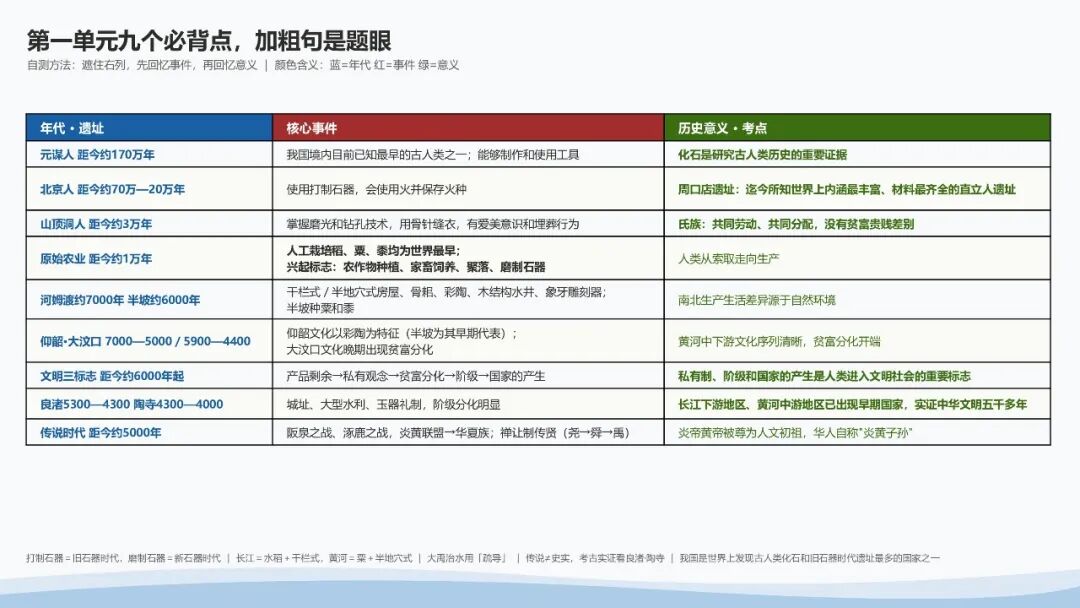 第一单元九个必背点，加粗句是题眼
自测方法：遮住右列，先回忆事件，再回忆意义 | 颜色含义：蓝=年代 红=事件 绿=意义
年代·遗址 核心事件 历史意义·考点
元谋人 距今约170万年 我国境内目前已知最早的古人类之一；能够制作和使用工具 化石是研究古人类历史的重要证据
北京人 距今约70万—20万年 使用打制石器，会使用火并保存火种 周口店遗址：迄今所知世界上内涵最丰富、材料最齐全的直立人遗址
山顶洞人 距今约3万年 掌握磨光和钻孔技术，用骨针缝衣，有爱美意识和埋葬行为 氏族：共同劳动、共同分配，没有贫富贵贱差别
原始农业 距今约1万年 人工栽培稻、粟、黍均为世界最早；
兴起标志：农作物种植、家畜饲养、聚落、磨制石器 人类从索取走向生产
河姆渡约7000年 半坡约6000年 干栏式 / 半地穴式房屋、骨耜、彩陶、木结构水井、象牙雕刻器；
半坡种粟和黍 南北生产生活差异源于自然环境
仰韶·大汶口 7000—5000 / 5900—4400 仰韶文化以彩陶为特征（半坡为其早期代表）；
大汶口文化晚期出现贫富分化 黄河中下游文化序列清晰，贫富分化开端
文明三标志 距今约6000年起 产品剩余→私有观念→贫富分化→阶级→国家的产生 私有制、阶级和国家的产生是人类进入文明社会的重要标志
良渚5300—4300 陶寺4300—4000 城址、大型水利、玉器礼制，阶级分化明显 长江下游地区、黄河中游地区已出现早期国家，实证中华文明五千多年
传说时代 距今约5000年 阪泉之战、涿鹿之战，炎黄联盟→华夏族；禅让制传贤（尧→舜→禹） 炎帝黄帝被尊为人文初祖，华人自称"炎黄子孙"
打制石器=旧石器时代，磨制石器=新石器时代 | 长江=水稻+干栏式，黄河=粟+半地穴式 | 大禹治水用「疏导」 | 传说≠史实，考古实证看良渚·陶寺 | 我国是世界上发现古人类化石和旧石器时代遗址最多的国家之一